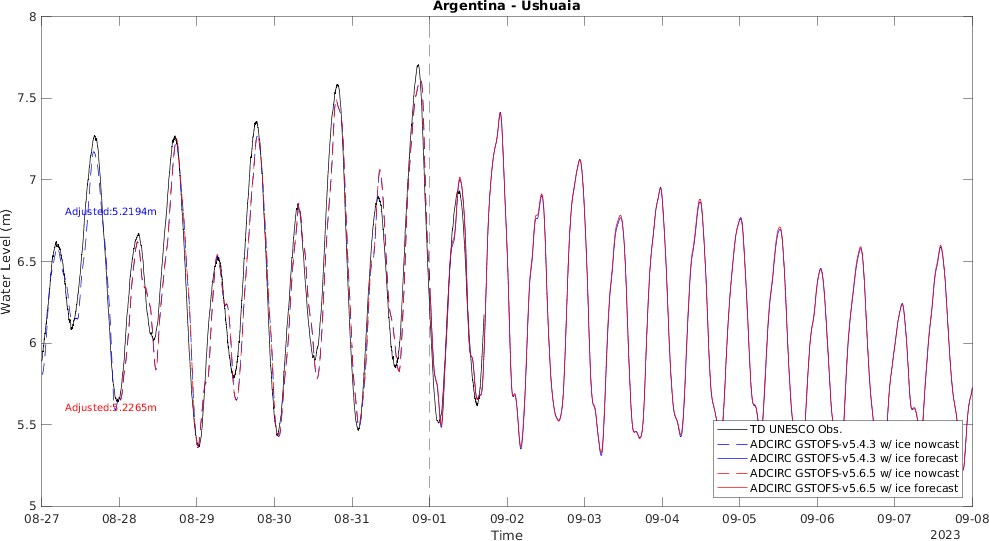 Argentina - Ushuaia
8
7.5
7
6.5
6
5.5
5
Water Level (m)
Adjusted:5.2194m
Adjusted:5.2265m
TD UNESCO Obs.
ADCIRC GSTOFS-v5.4.3 w/ ice nowcast
ADCIRC GSTOFS-v5.4.3 w/ ice forecast
ADCIRC GSTOFS-v5.6.5 w/ ice nowcast
ADCIRC GSTOFS-v5.6.5 w/ ice forecast
08-27 08-28 08-29 08-30 08-31 09-01 09-02 09-03 09-04 09-05 09-06 09-07 09-08
Time
2023